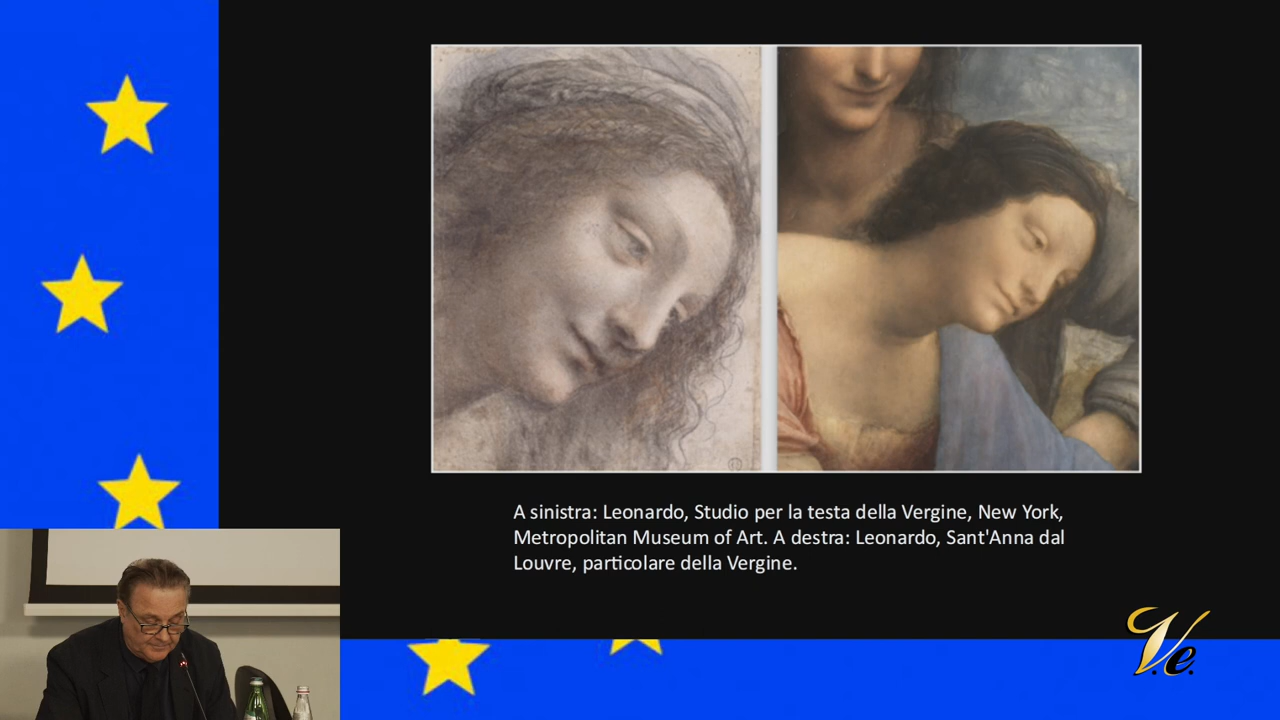 A sinistra: Leonardo, Studio per la testa della Vergine, New York,
Metropolitan Museum of Art. A destra: Leonardo, Sant'Anna dal
Louvre, particolare della Vergine.
V.e.